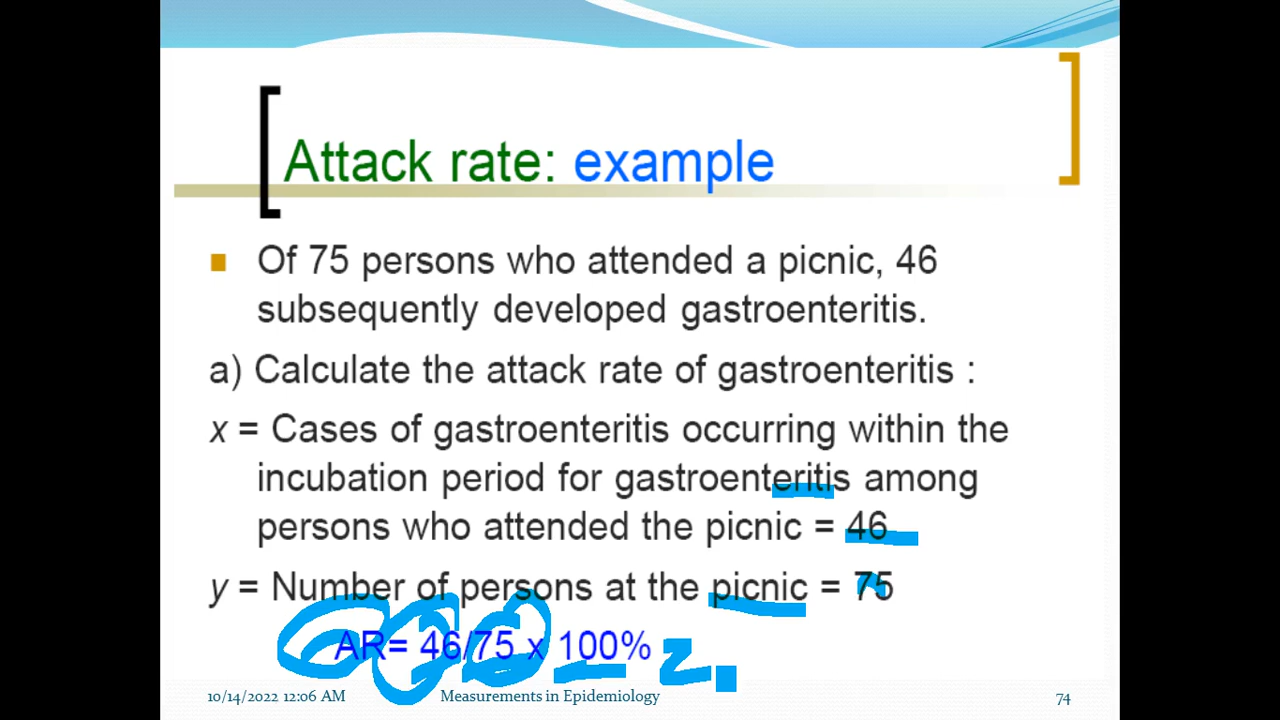 Attack rate: example
Of 75 persons who attended a picnic, 46
subsequently developed gastroenteritis.
a) Calculate the attack rate of gastroenteritis :
x = Cases of gastroenteritis occurring within the
incubation period for gastroenteritis among
persons who attended the picnic = 46
y = Number of persons at the picnic = 75
AR= 46/75 x 100%
10/14/2022 12:06 AM Measurements in Epidemiology 74